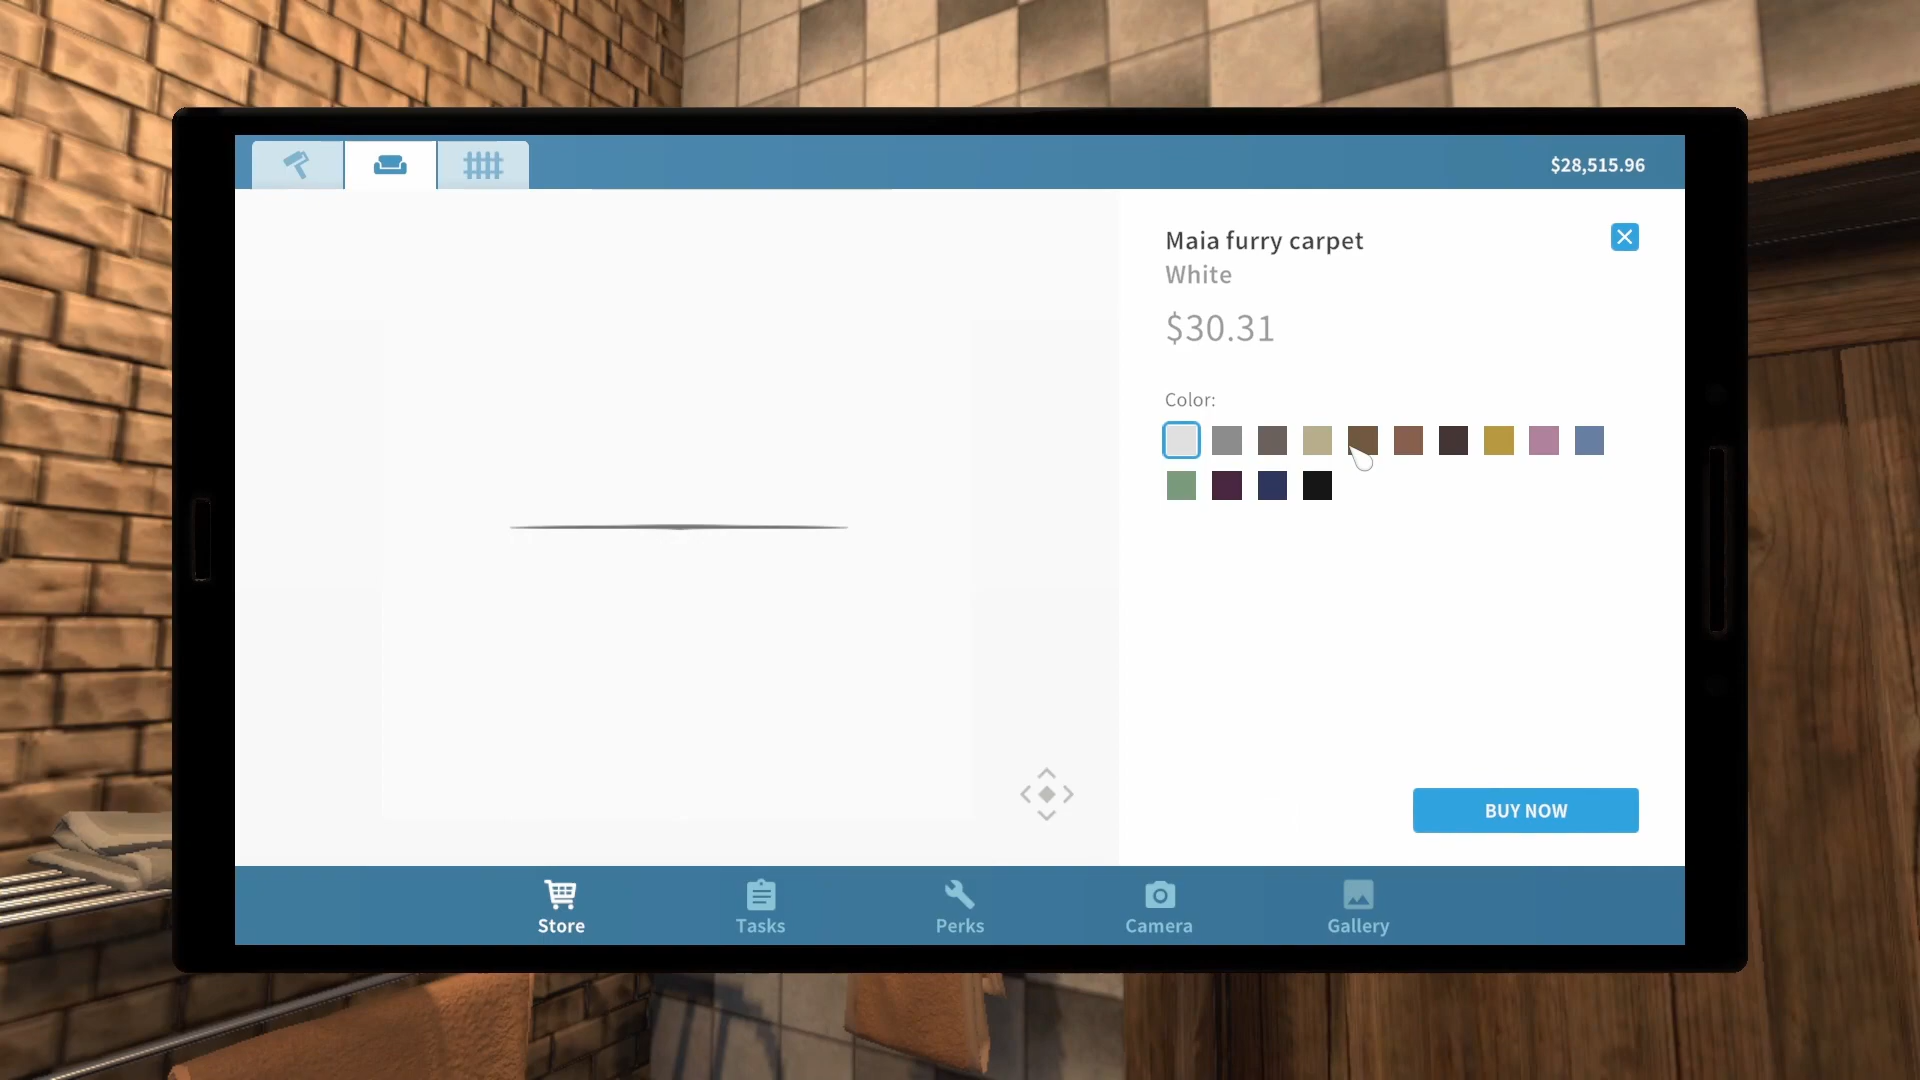 $28,515.96
Maia furry carpet
White
$30.31
Color:
BUY NOW
Store
Tasks
Perks
Camera
Gallery